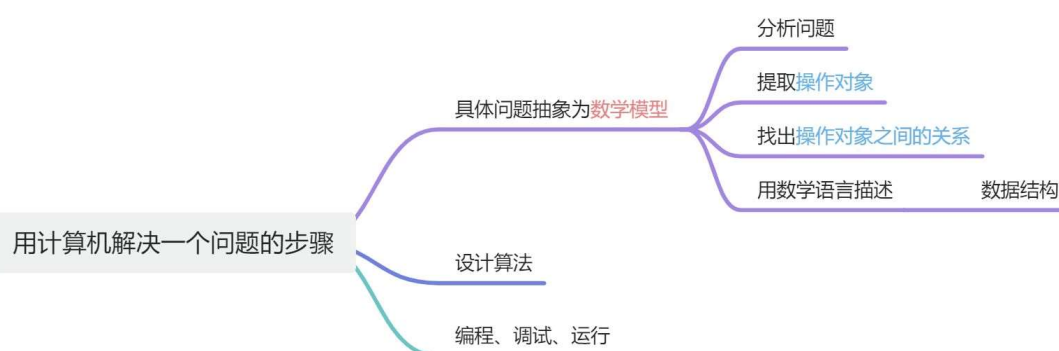 用计算机解决一个问题的步骤
具体问题抽象为数学模型
分析问题
提取操作对象
找出操作对象之间的关系
用数学语言描述
数据结构
设计算法
编程、调试、运行